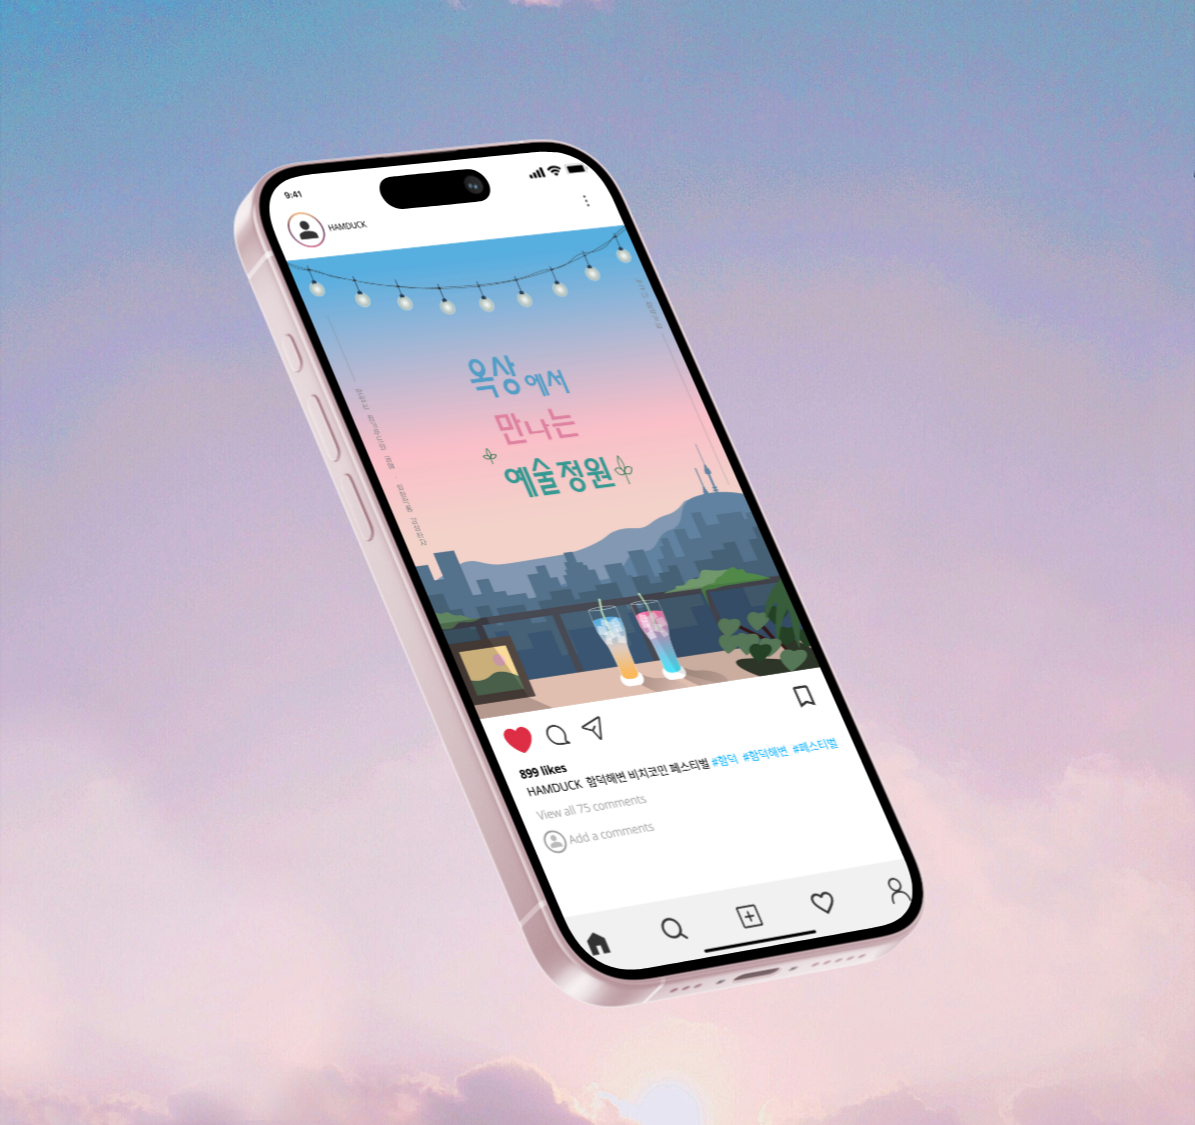 9:41
HAMDUCK
옥상에서
만나는
예술정원
899 likes
HAMDUCK 함덕해변 비치코민 페스티벌 #함덕 #함덕해변 #페스티벌
View all 75 comments
Add a comments